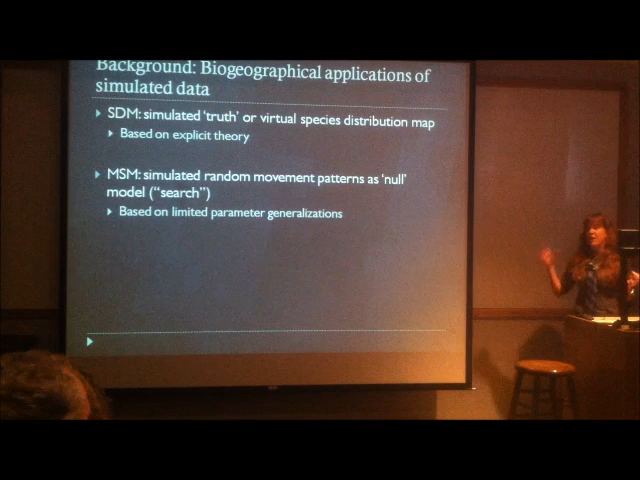 Background: Biogeographical applications of
simulated data
SDM: simulated 'truth' or virtual species distribution map
Based on explicit theory
MSM: simulated random movement patterns as 'null'
model ("search")
Based on limited parameter generalizations